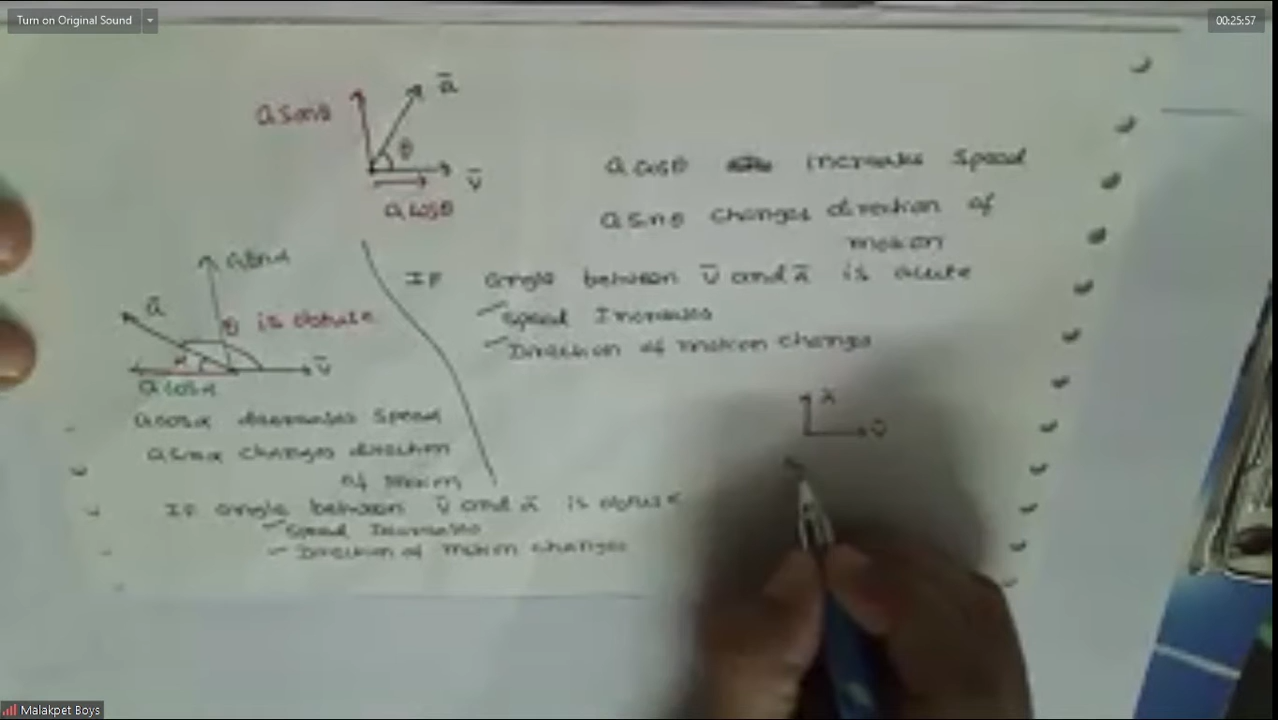 Turn on Original Sound
00:25:57
a sinθ
ā
θ
v̄
a cosθ
a cosθ increases Speed
a sinθ changes direction of
motion
If angle between v̄ and ā is acute
Speed Increases
Direction of motion changes
a sinα
ā
θ is obtuse
α
v̄
a cosα
a cosα decreases Speed
a sinα changes direction
of motion
If angle between v̄ and ā is obtuse
Speed Increases
Direction of motion changes
ā
v̄
Malakpet Boys